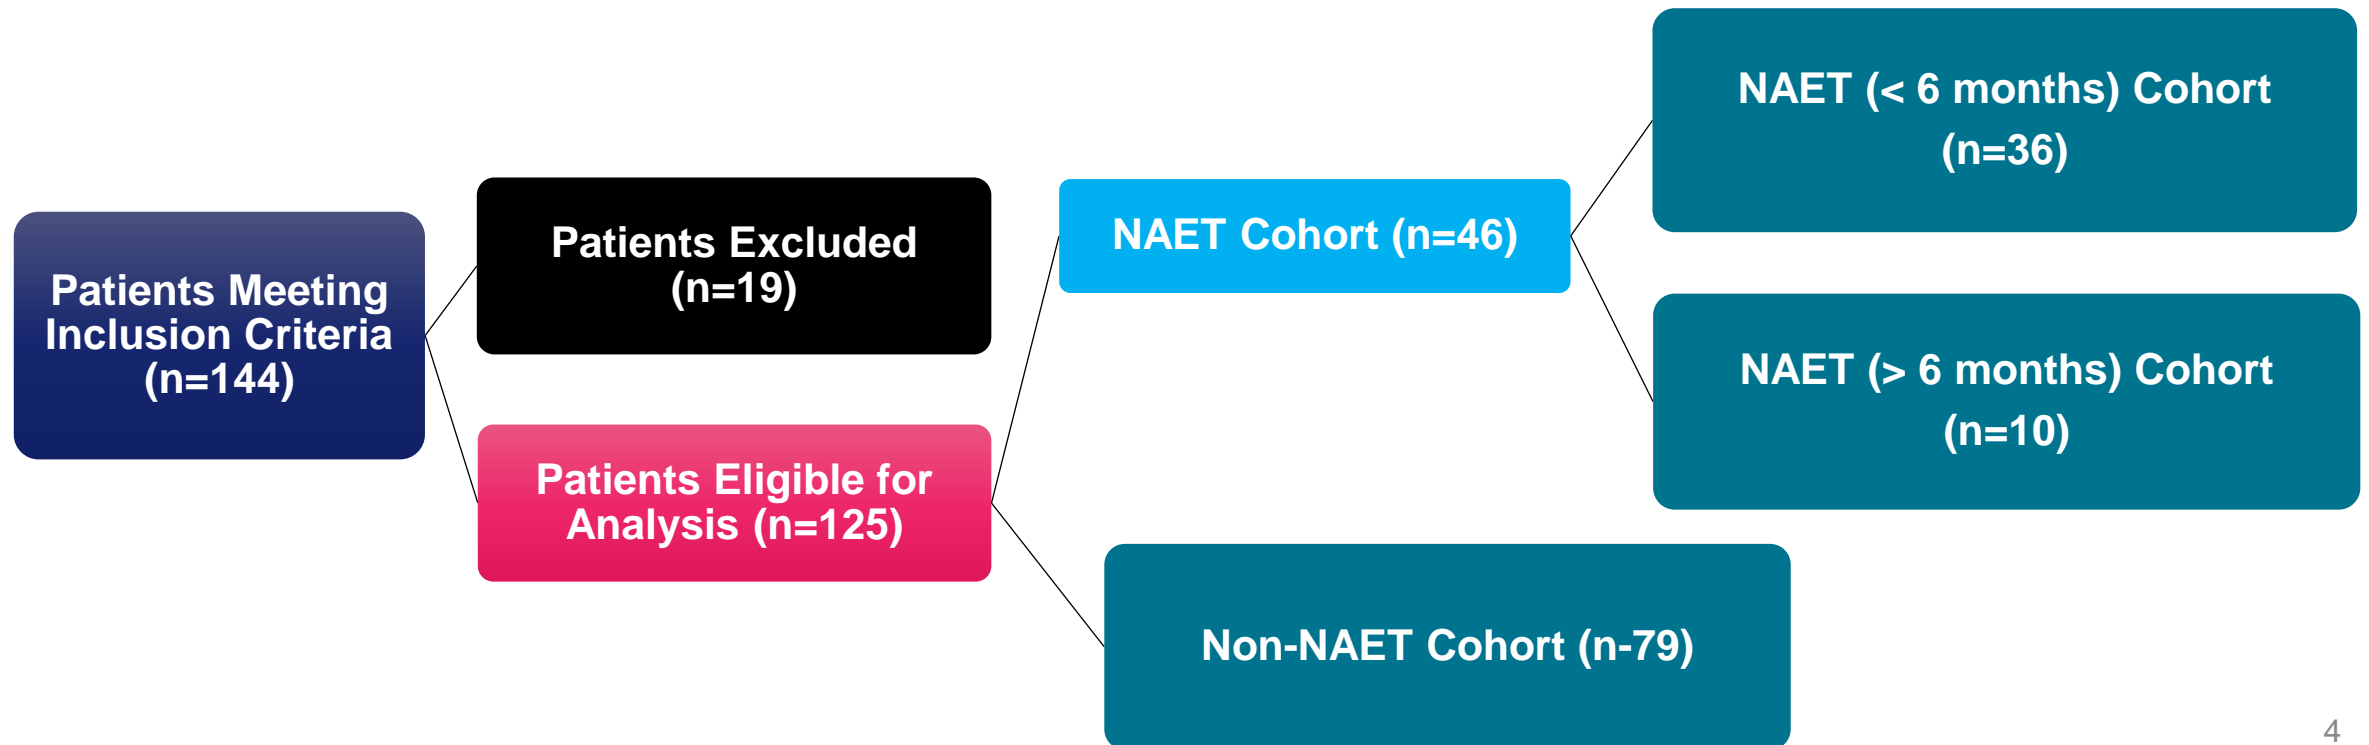 Patients Meeting
Inclusion Criteria
(n=144)
Patients Excluded
(n=19)
Patients Eligible for
Analysis (n=125)
NAET Cohort (n=46)
NAET (< 6 months) Cohort
(n=36)
NAET (> 6 months) Cohort
(n=10)
Non-NAET Cohort (n-79)
4